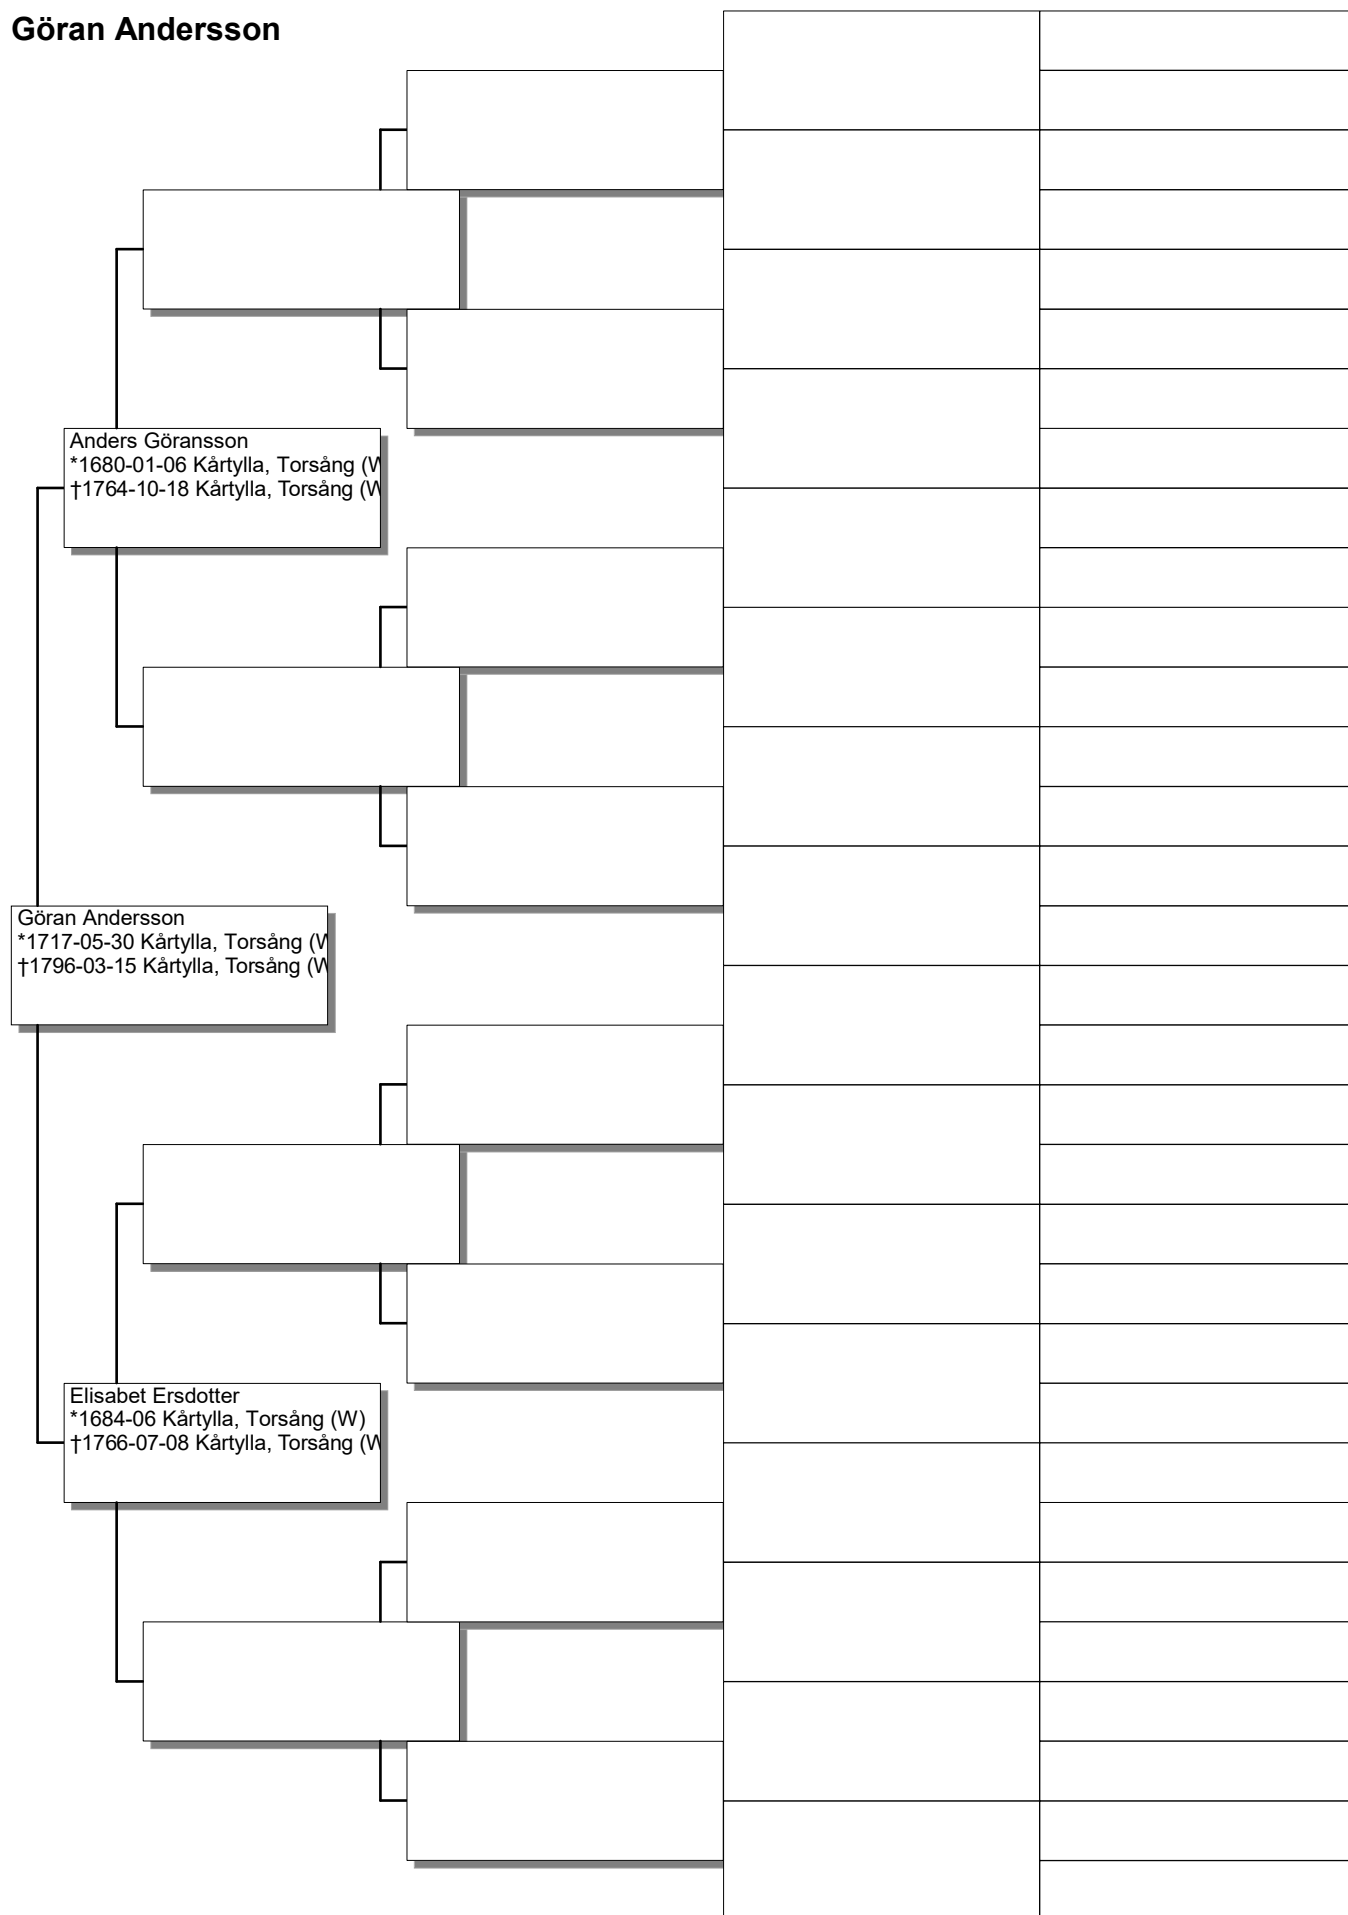 Göran Andersson
Anders Göransson
*1680-01-06 Kårtylla, Torsång (W
†1764-10-18 Kårtylla, Torsång (W
Göran Andersson
*1717-05-30 Kårtylla, Torsång (W
†1796-03-15 Kårtylla, Torsång (W
Elisabet Ersdotter
*1684-06 Kårtylla, Torsång (W)
†1766-07-08 Kårtylla, Torsång (W